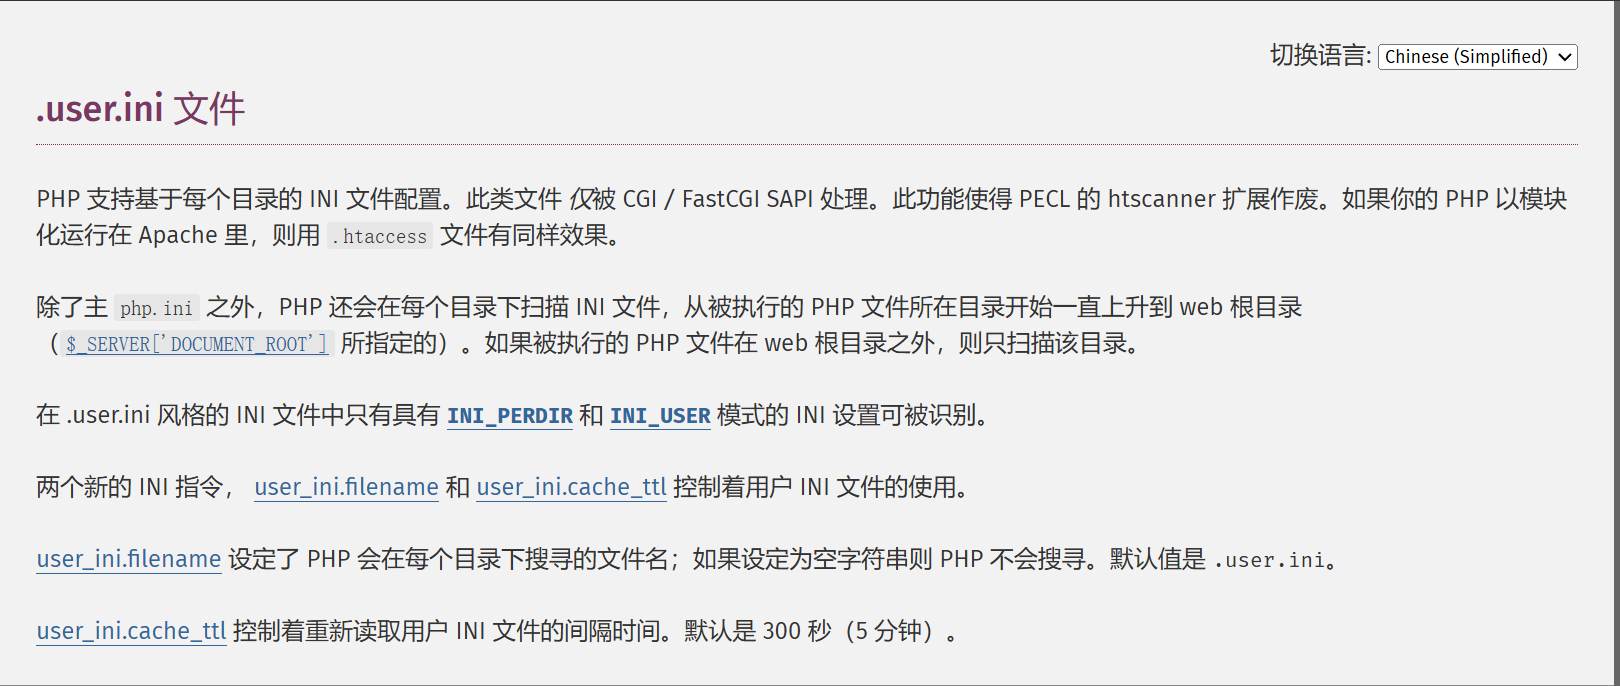 切换语言: Chinese (Simplified)
.user.ini 文件
PHP 支持基于每个目录的 INI 文件配置。此类文件 仅被 CGI / FastCGI SAPI 处理。此功能使得 PECL 的 htscanner 扩展作废。如果你的 PHP 以模块
化运行在 Apache 里，则用 .htaccess 文件有同样效果。
除了主 php.ini 之外，PHP 还会在每个目录下扫描 INI 文件，从被执行的 PHP 文件所在目录开始一直上升到 web 根目录
（$_SERVER['DOCUMENT_ROOT'] 所指定的）。如果被执行的 PHP 文件在 web 根目录之外，则只扫描该目录。
在 .user.ini 风格的 INI 文件中只有具有 INI_PERDIR 和 INI_USER 模式的 INI 设置可被识别。
两个新的 INI 指令， user_ini.filename 和 user_ini.cache_ttl 控制着用户 INI 文件的使用。
user_ini.filename 设定了 PHP 会在每个目录下搜寻的文件名；如果设定为空字符串则 PHP 不会搜寻。默认值是 .user.ini。
user_ini.cache_ttl 控制着重新读取用户 INI 文件的间隔时间。默认是 300 秒（5 分钟）。